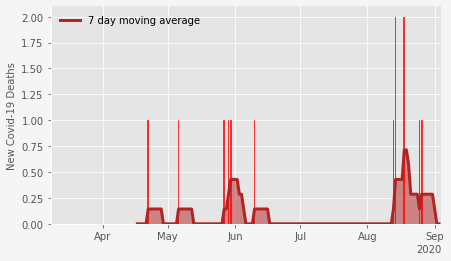 7 day moving average
New Covid-19 Deaths
2.00
1.75
1.50
1.25
1.00
0.75
0.50
0.25
0.00
Apr
May
Jun
Jul
Aug
Sep
2020